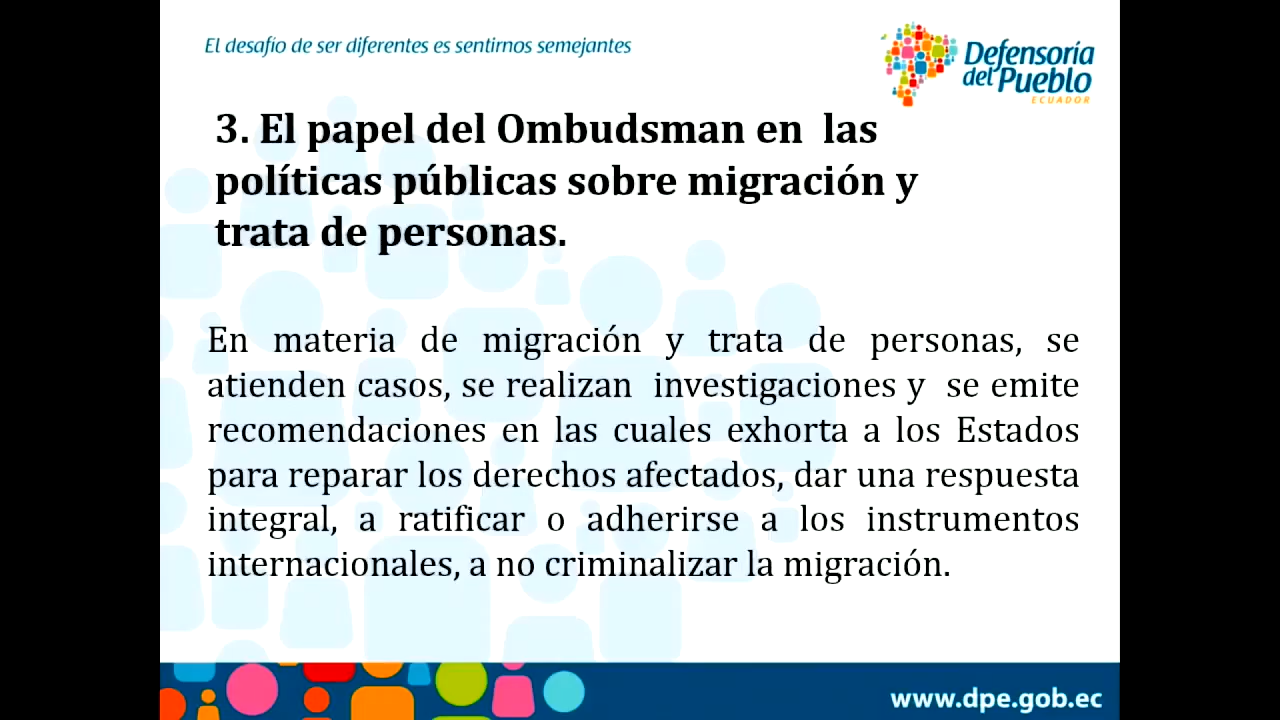 El desafío de ser diferentes es sentirnos semejantes
Defensoría
del Pueblo
ECUADOR
3. El papel del Ombudsman en las
políticas públicas sobre migración y
trata de personas.
En materia de migración y trata de personas, se
atienden casos, se realizan investigaciones y se emite
recomendaciones en las cuales exhorta a los Estados
para reparar los derechos afectados, dar una respuesta
integral, a ratificar o adherirse a los instrumentos
internacionales, a no criminalizar la migración.
www.dpe.gob.ec